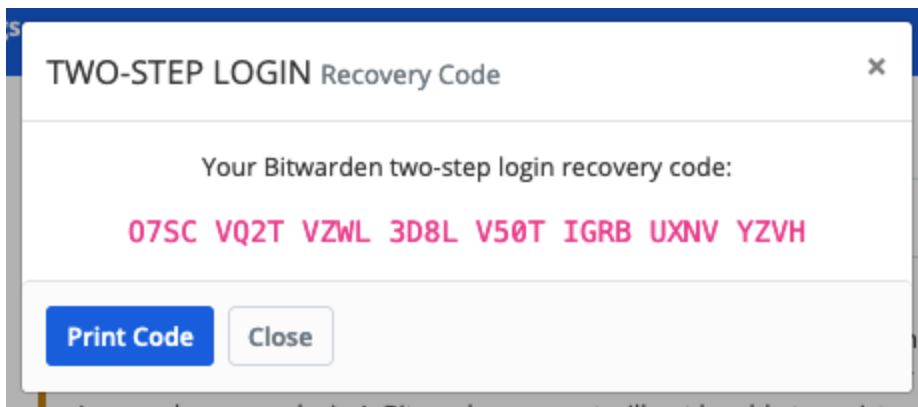 TWO-STEP LOGIN Recovery Code ×
Your Bitwarden two-step login recovery code:
O7SC VQ2T VZWL 3D8L V50T IGRB UXNV YZVH
Print Code Close